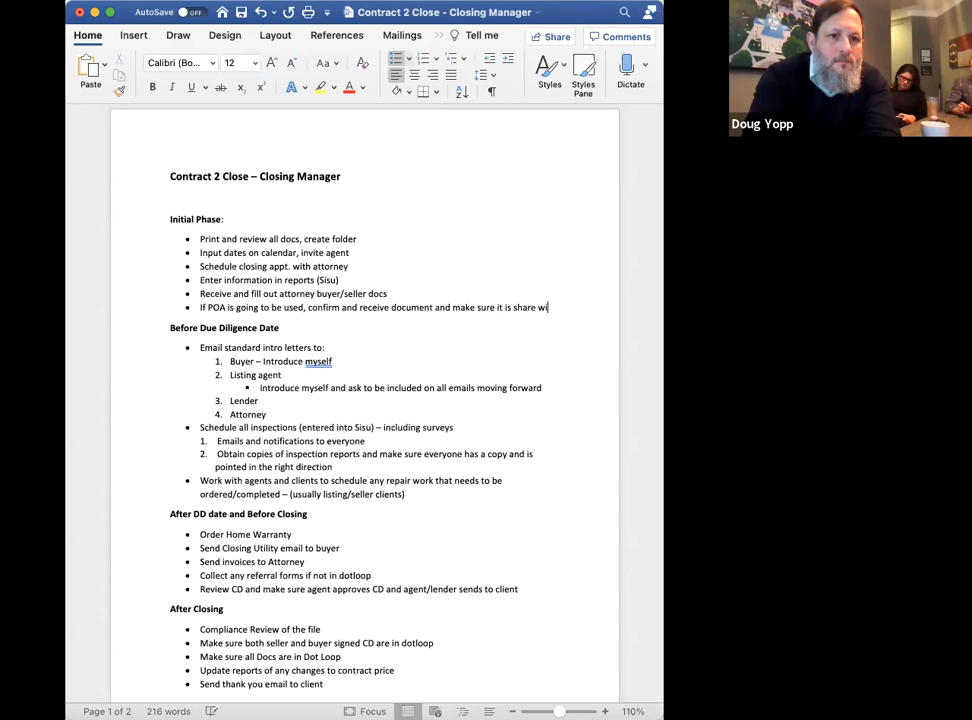 AutoSave OFF
Contract 2 Close - Closing Manager
Home Insert Draw Design Layout References Mailings Tell me Share Comments
Paste
Calibri (Bo... 12
Styles
Styles Pane
Dictate
Contract 2 Close – Closing Manager
Initial Phase:
• Print and review all docs, create folder
• Input dates on calendar, invite agent
• Schedule closing appt. with attorney
• Enter information in reports (Sisu)
• Receive and fill out attorney buyer/seller docs
• If POA is going to be used, confirm and receive document and make sure it is share wi
Before Due Diligence Date
• Email standard intro letters to:
1. Buyer – Introduce myself
2. Listing agent
▪ introduce myself and ask to be included on all emails moving forward
3. Lender
4. Attorney
• Schedule all inspections (entered into Sisu) – including surveys
1. Emails and notifications to everyone
2. Obtain copies of inspection reports and make sure everyone has a copy and is
pointed in the right direction
• Work with agents and clients to schedule any repair work that needs to be
ordered/completed – (usually listing/seller clients)
After DD date and Before Closing
• Order Home Warranty
• Send Closing Utility email to buyer
• Send invoices to Attorney
• Collect any referral forms if not in dotloop
• Review CD and make sure agent approves CD and agent/lender sends to client
After Closing
• Compliance Review of the file
• Make sure both seller and buyer signed CD are in dotloop
• Make sure all Docs are in Dot Loop
• Update reports of any changes to contract price
• Send thank you email to client
Page 1 of 2 216 words Focus 110%
Doug Yopp